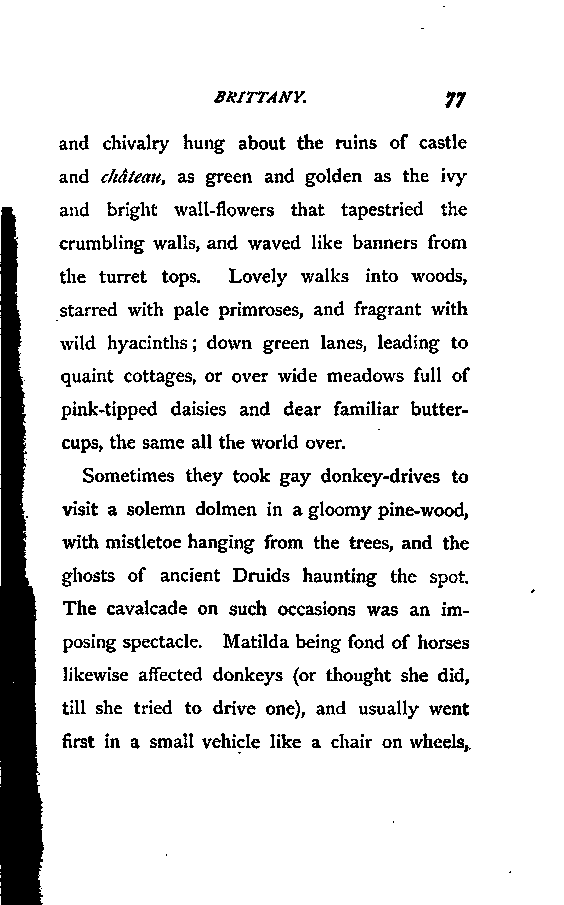 BRITTANY. 77
and chivalry hung about the ruins of castle
and château, as green and golden as the ivy
and bright wall-flowers that tapestried the
crumbling walls, and waved like banners from
the turret tops. Lovely walks into woods,
starred with pale primroses, and fragrant with
wild hyacinths; down green lanes, leading to
quaint cottages, or over wide meadows full of
pink-tipped daisies and dear familiar butter-
cups, the same all the world over.
Sometimes they took gay donkey-drives to
visit a solemn dolmen in a gloomy pine-wood,
with mistletoe hanging from the trees, and the
ghosts of ancient Druids haunting the spot.
The cavalcade on such occasions was an im-
posing spectacle. Matilda being fond of horses
likewise affected donkeys (or thought she did,
till she tried to drive one), and usually went
first in a small vehicle like a chair on wheels,